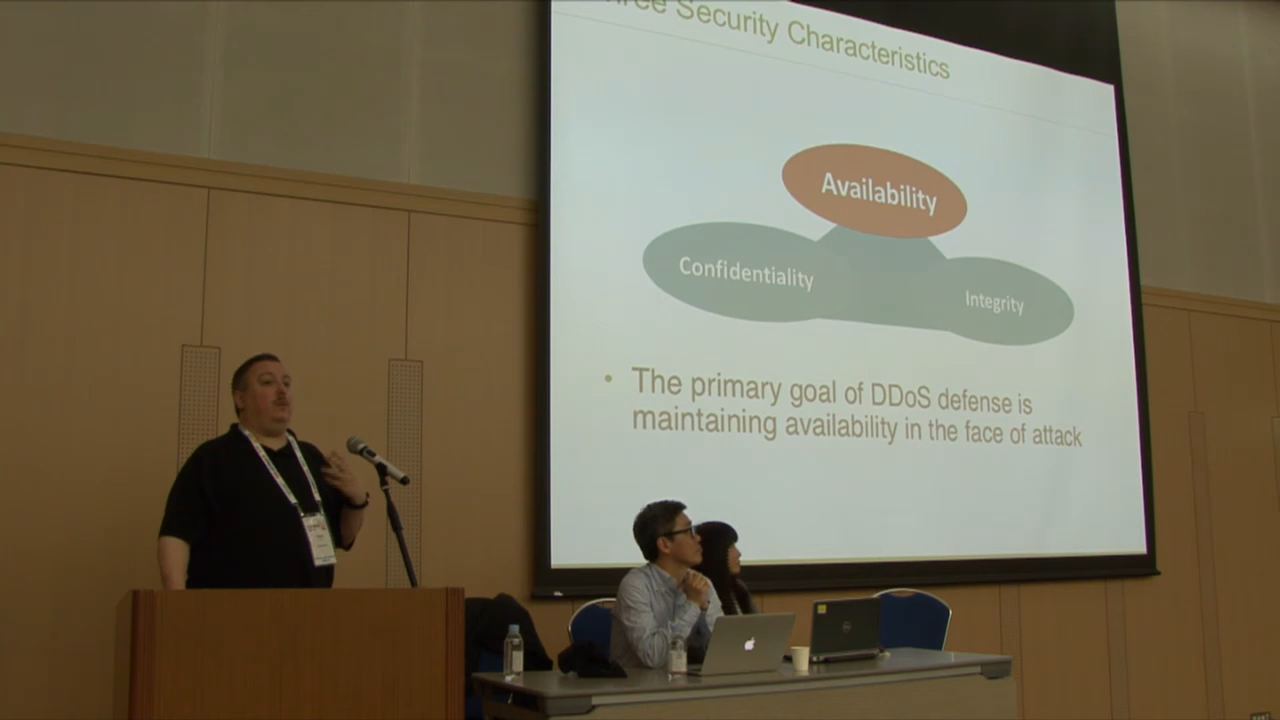 Security Characteristics
Availability
Confidentiality
Integrity
• The primary goal of DDoS defense is
maintaining availability in the face of attack